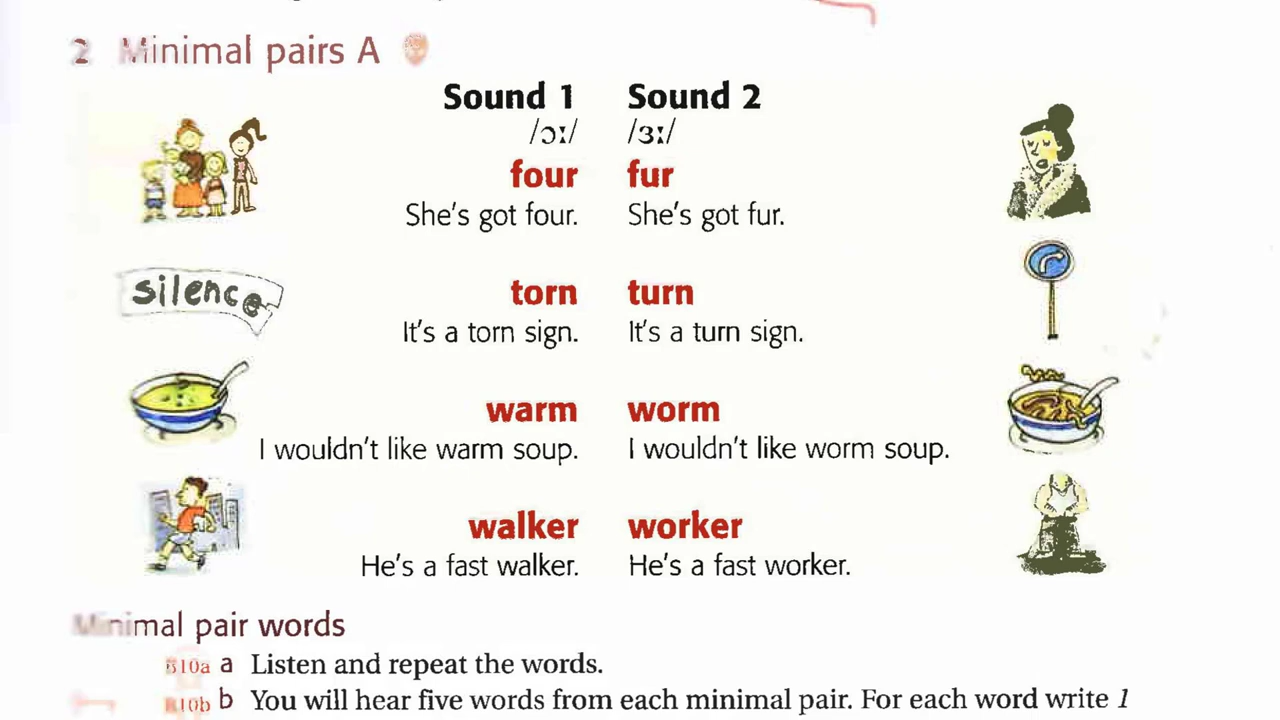 2 Minimal pairs A
Sound 1 Sound 2
/ɔː/ /ɜː/
four fur
She's got four. She's got fur.
silence
torn turn
It's a torn sign. It's a turn sign.
warm worm
I wouldn't like warm soup. I wouldn't like worm soup.
walker worker
He's a fast walker. He's a fast worker.
Minimal pair words
B10a a Listen and repeat the words.
B10b b You will hear five words from each minimal pair. For each word write 1